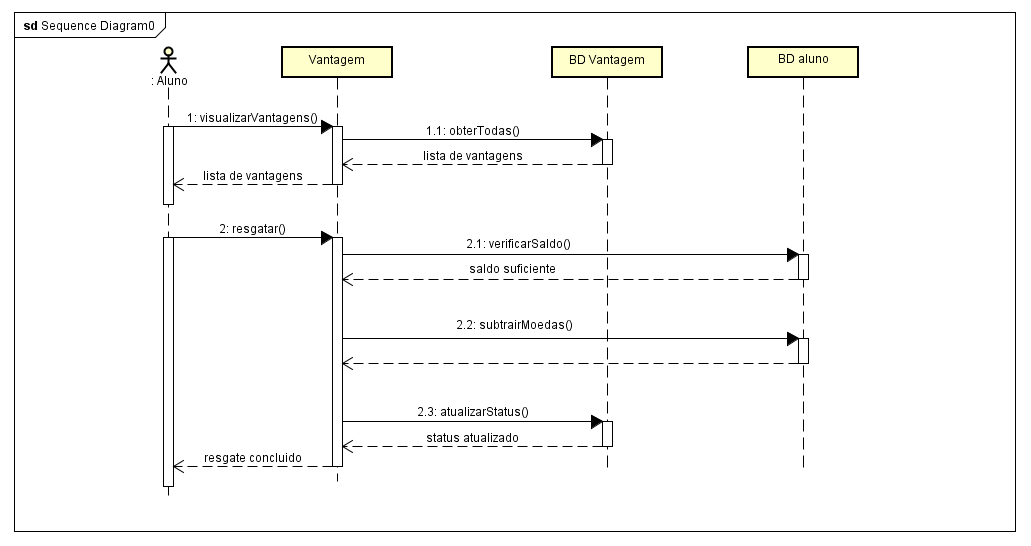 sd Sequence Diagram0
: Aluno
Vantagem
BD Vantagem
BD aluno
1: visualizarVantagens()
1.1: obterTodas()
lista de vantagens
lista de vantagens
2: resgatar()
2.1: verificarSaldo()
saldo suficiente
2.2: subtrairMoedas()
2.3: atualizarStatus()
status atualizado
resgate concluido